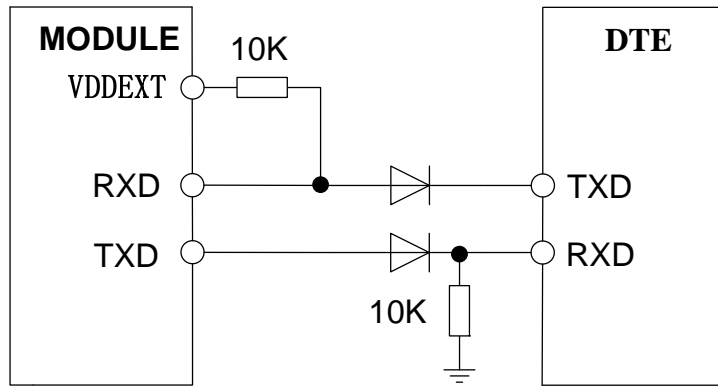 MODULE
DTE
10K
VDDEXT
RXD
TXD
TXD
RXD
10K